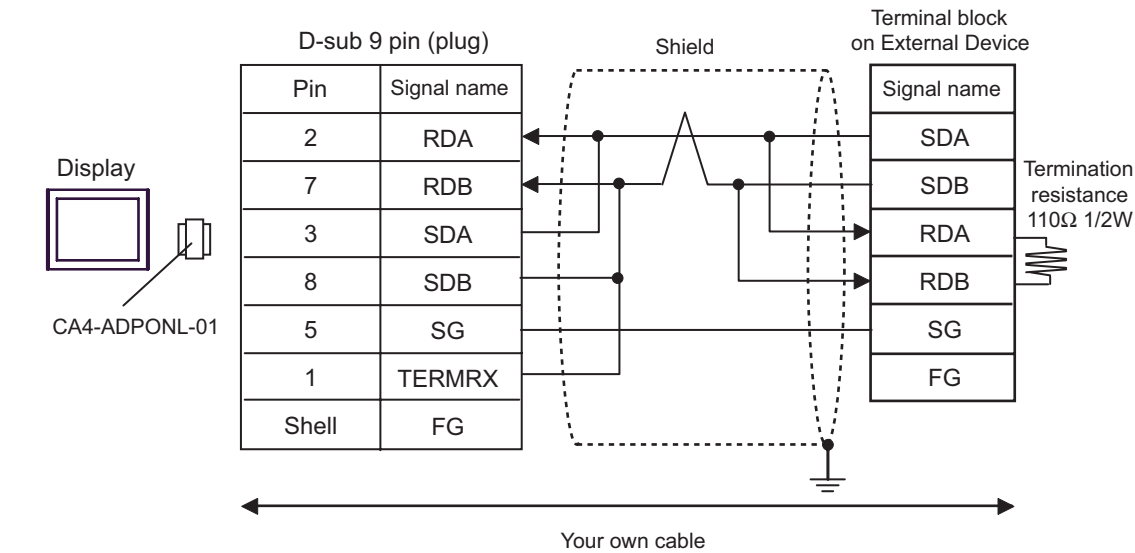 Terminal block
on External Device
D-sub 9 pin (plug)
Shield
Pin
Signal name
Signal name
2
RDA
SDA
Display
7
RDB
SDB
Termination
resistance
110Ω 1/2W
3
SDA
RDA
8
SDB
RDB
CA4-ADPONL-01
5
SG
SG
1
TERMRX
FG
Shell
FG
Your own cable